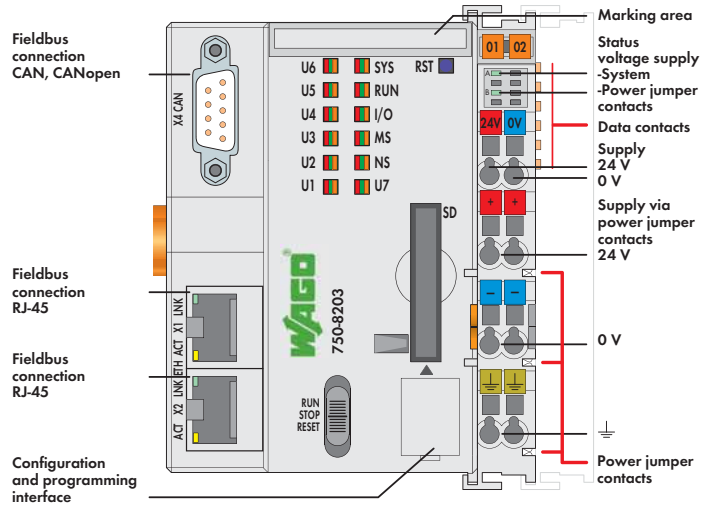 Fieldbus
connection
CAN, CANopen
Fieldbus
connection
RJ-45
Fieldbus
connection
RJ-45
Configuration
and programming
interface
X4 CAN
U6 SYS RST
U5 RUN
U4 I/O
U3 MS
U2 NS
U1 U7
SD
WAGO
750-8203
ETH ACT X1 LNK
ACT X2 LNK
RUN
STOP
RESET
01 02
A
B
24V 0V
+ +
− −
Marking area
Status
voltage supply
-System
-Power jumper
contacts
Data contacts
Supply
24 V
0 V
Supply via
power jumper
contacts
24 V
0 V
Power jumper
contacts